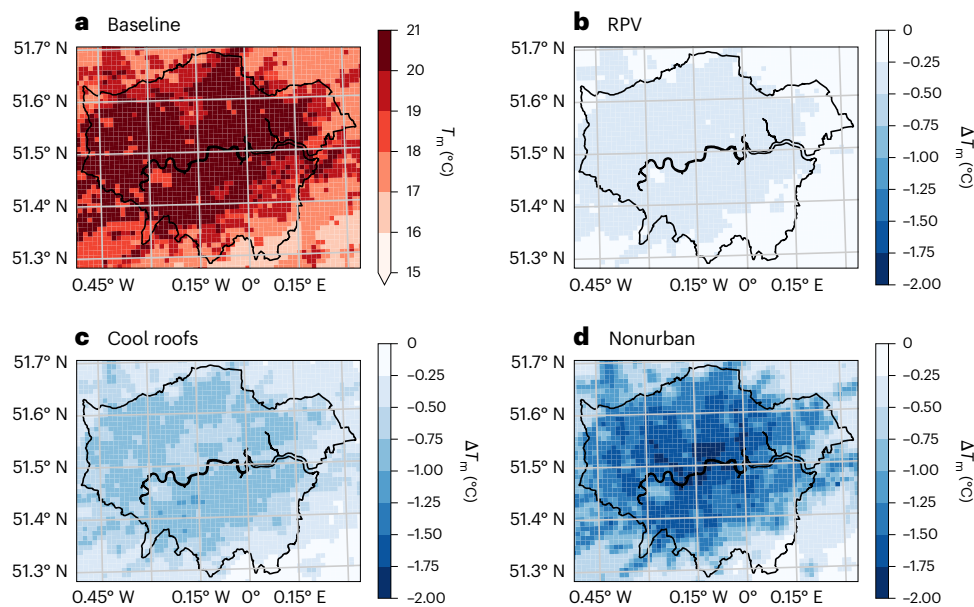 a Baseline
51.7° N
51.6° N
51.5° N
51.4° N
51.3° N
0.45° W
0.15° W
0°
0.15° E
21
20
19
18
17
16
15
Tm (°C)
b RPV
51.7° N
51.6° N
51.5° N
51.4° N
51.3° N
0.45° W
0.15° W
0°
0.15° E
0
−0.25
−0.50
−0.75
−1.00
−1.25
−1.50
−1.75
−2.00
ΔTm (°C)
c Cool roofs
51.7° N
51.6° N
51.5° N
51.4° N
51.3° N
0.45° W
0.15° W
0°
0.15° E
0
−0.25
−0.50
−0.75
−1.00
−1.25
−1.50
−1.75
−2.00
ΔTm (°C)
d Nonurban
51.7° N
51.6° N
51.5° N
51.4° N
51.3° N
0.45° W
0.15° W
0°
0.15° E
0
−0.25
−0.50
−0.75
−1.00
−1.25
−1.50
−1.75
−2.00
ΔTm (°C)